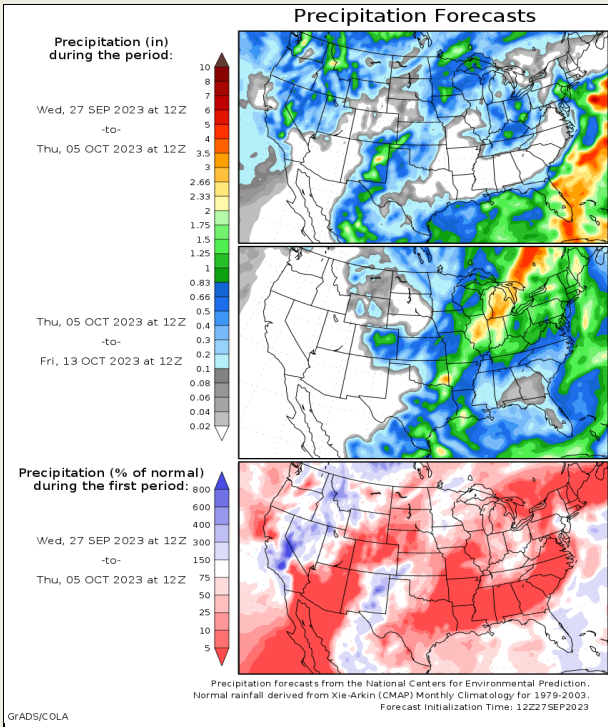 Precipitation Forecasts
Precipitation (in)
during the period:
Wed, 27 SEP 2023 at 12Z
-to-
Thu, 05 OCT 2023 at 12Z
10
8
7
6
5
4
3.5
3
2.66
2.33
2
1.75
1.5
1.25
1
0.83
0.66
0.5
0.4
0.3
0.2
0.1
0.08
0.06
0.04
0.02
Thu, 05 OCT 2023 at 12Z
-to-
Fri, 13 OCT 2023 at 12Z
Precipitation (% of normal)
during the first period:
Wed, 27 SEP 2023 at 12Z
-to-
Thu, 05 OCT 2023 at 12Z
800
600
400
300
150
75
50
25
10
5
Precipitation forecasts from the National Centers for Environmental Prediction.
Normal rainfall derived from Xie-Arkin (CMAP) Monthly Climatology for 1979-2003.
Forecast Initialization Time: 12Z27SEP2023
GrADS/COLA